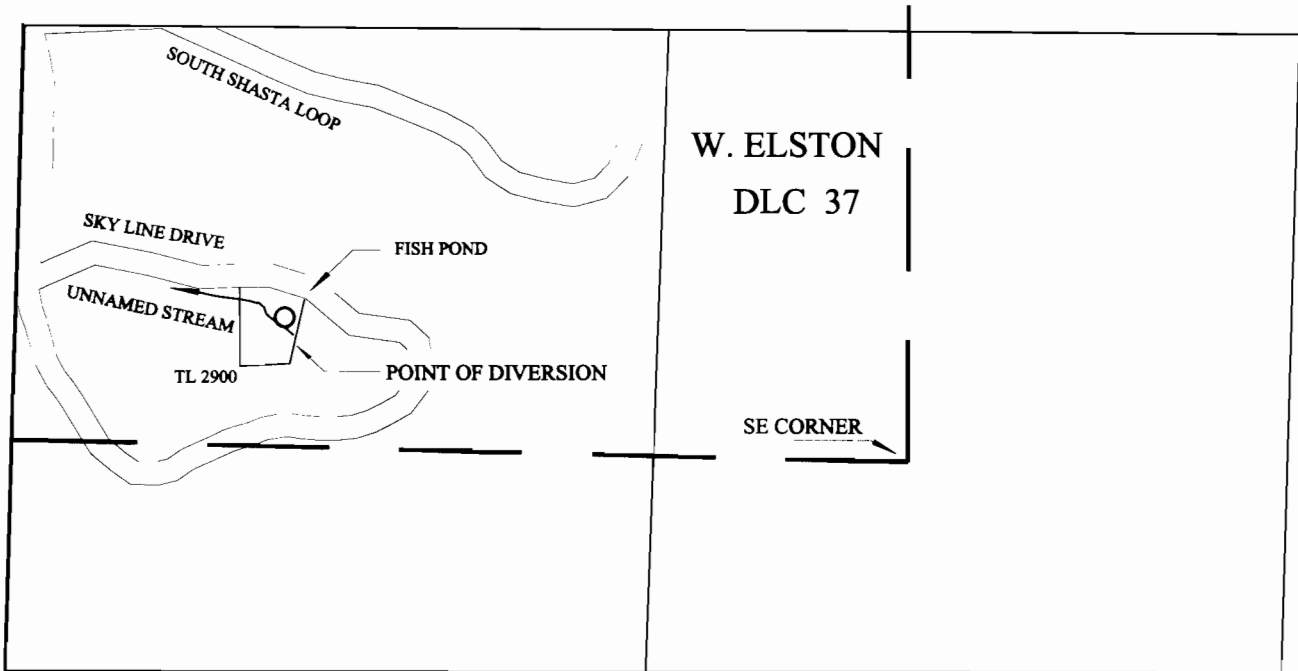 SOUTH SHASTA LOOP
W. ELSTON
DLC 37
SKY LINE DRIVE
FISH POND
UNNAMED STREAM
TL 2900
POINT OF DIVERSION
SE CORNER